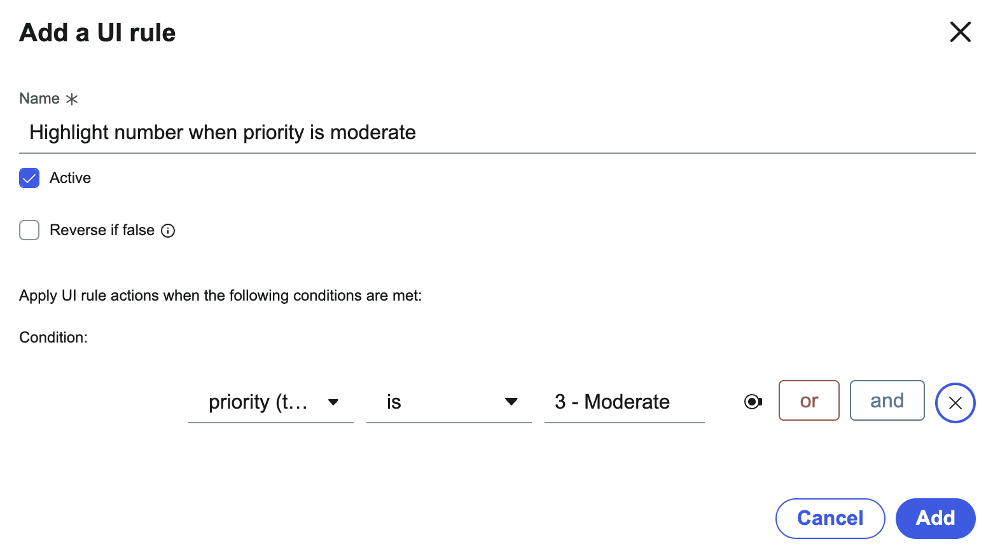 Add a UI rule
Name *
Highlight number when priority is moderate
Active
Reverse if false
Apply UI rule actions when the following conditions are met:
Condition:
priority (t... is 3 - Moderate or and
Cancel Add